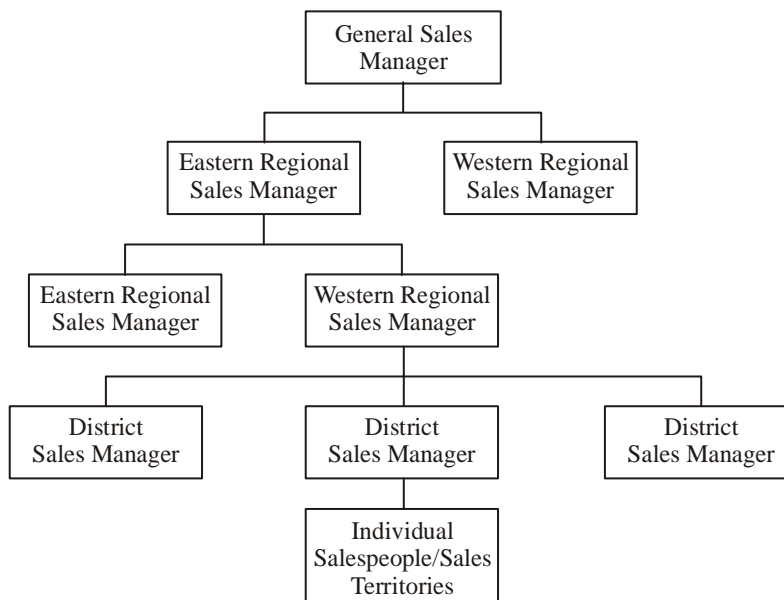 General Sales
Manager
Eastern Regional
Sales Manager
Western Regional
Sales Manager
Eastern Regional
Sales Manager
Western Regional
Sales Manager
District
Sales Manager
District
Sales Manager
District
Sales Manager
Individual
Salespeople/Sales
Territories